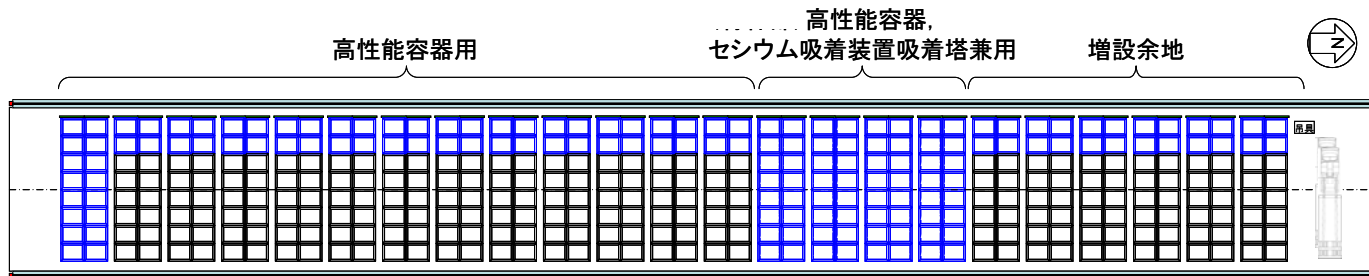 高性能容器用
高性能容器,
セシウム吸着装置吸着塔兼用
増設余地
N
吊具